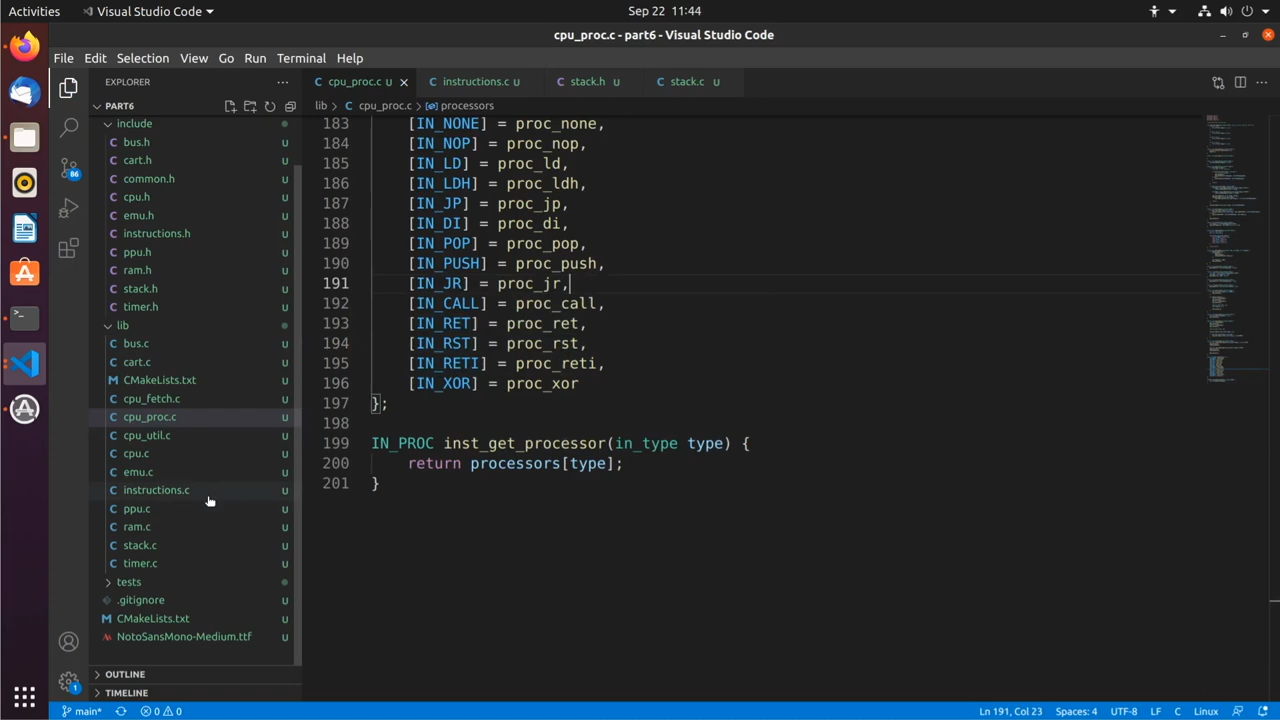 Activities
Visual Studio Code
Sep 22 11:44
cpu_proc.c - part6 - Visual Studio Code
File Edit Selection View Go Run Terminal Help
EXPLORER
cpu_proc.c U
instructions.c U
stack.h U
stack.c U
PART6
lib > C cpu_proc.c > processors
include
C bus.h U
C cart.h U
C common.h U
C cpu.h U
C emu.h U
C instructions.h U
C ppu.h U
C ram.h U
C stack.h U
C timer.h U
lib
C bus.c U
C cart.c U
M CMakeLists.txt U
C cpu_fetch.c U
C cpu_proc.c U
C cpu_util.c U
C cpu.c U
C emu.c U
C instructions.c U
C ppu.c U
C ram.c U
C stack.c U
C timer.c U
tests
.gitignore U
M CMakeLists.txt U
NotoSansMono-Medium.ttf U
OUTLINE
TIMELINE
86
1
183 [IN_NONE] = proc_none,
184 [IN_NOP] = proc_nop,
185 [IN_LD] = proc_ld,
186 [IN_LDH] = proc_ldh,
187 [IN_JP] = proc_jp,
188 [IN_DI] = proc_di,
189 [IN_POP] = proc_pop,
190 [IN_PUSH] = proc_push,
191 [IN_JR] = proc_jr,
192 [IN_CALL] = proc_call,
193 [IN_RET] = proc_ret,
194 [IN_RST] = proc_rst,
195 [IN_RETI] = proc_reti,
196 [IN_XOR] = proc_xor
197 };
198
199 IN_PROC inst_get_processor(in_type type) {
200 return processors[type];
201 }
main* 0 0
Ln 191, Col 23 Spaces: 4 UTF-8 LF C Linux